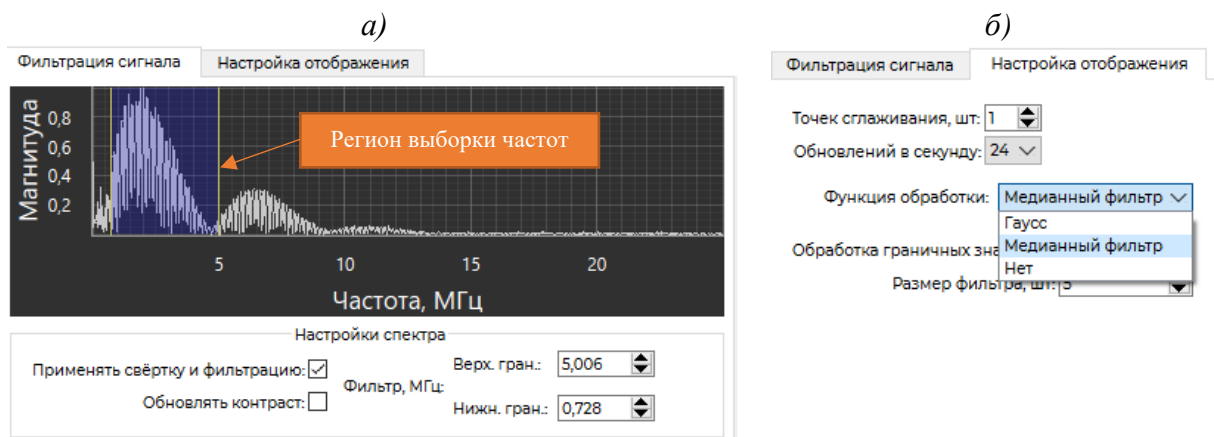 а)
Фильтрация сигнала Настройка отображения
Магнитуда
0,8
0,6
0,4
0,2
Регион выборки частот
5 10 15 20
Частота, МГц
Настройки спектра
Применять свёртку и фильтрацию:
Обновлять контраст:
Фильтр, МГц:
Верх. гран.: 5,006
Нижн. гран.: 0,728
б)
Фильтрация сигнала Настройка отображения
Точек сглаживания, шт: 1
Обновлений в секунду: 24
Функция обработки: Медианный фильтр
Гаусс
Медианный фильтр
Нет
Обработка граничных
Размер фильтра, шт: